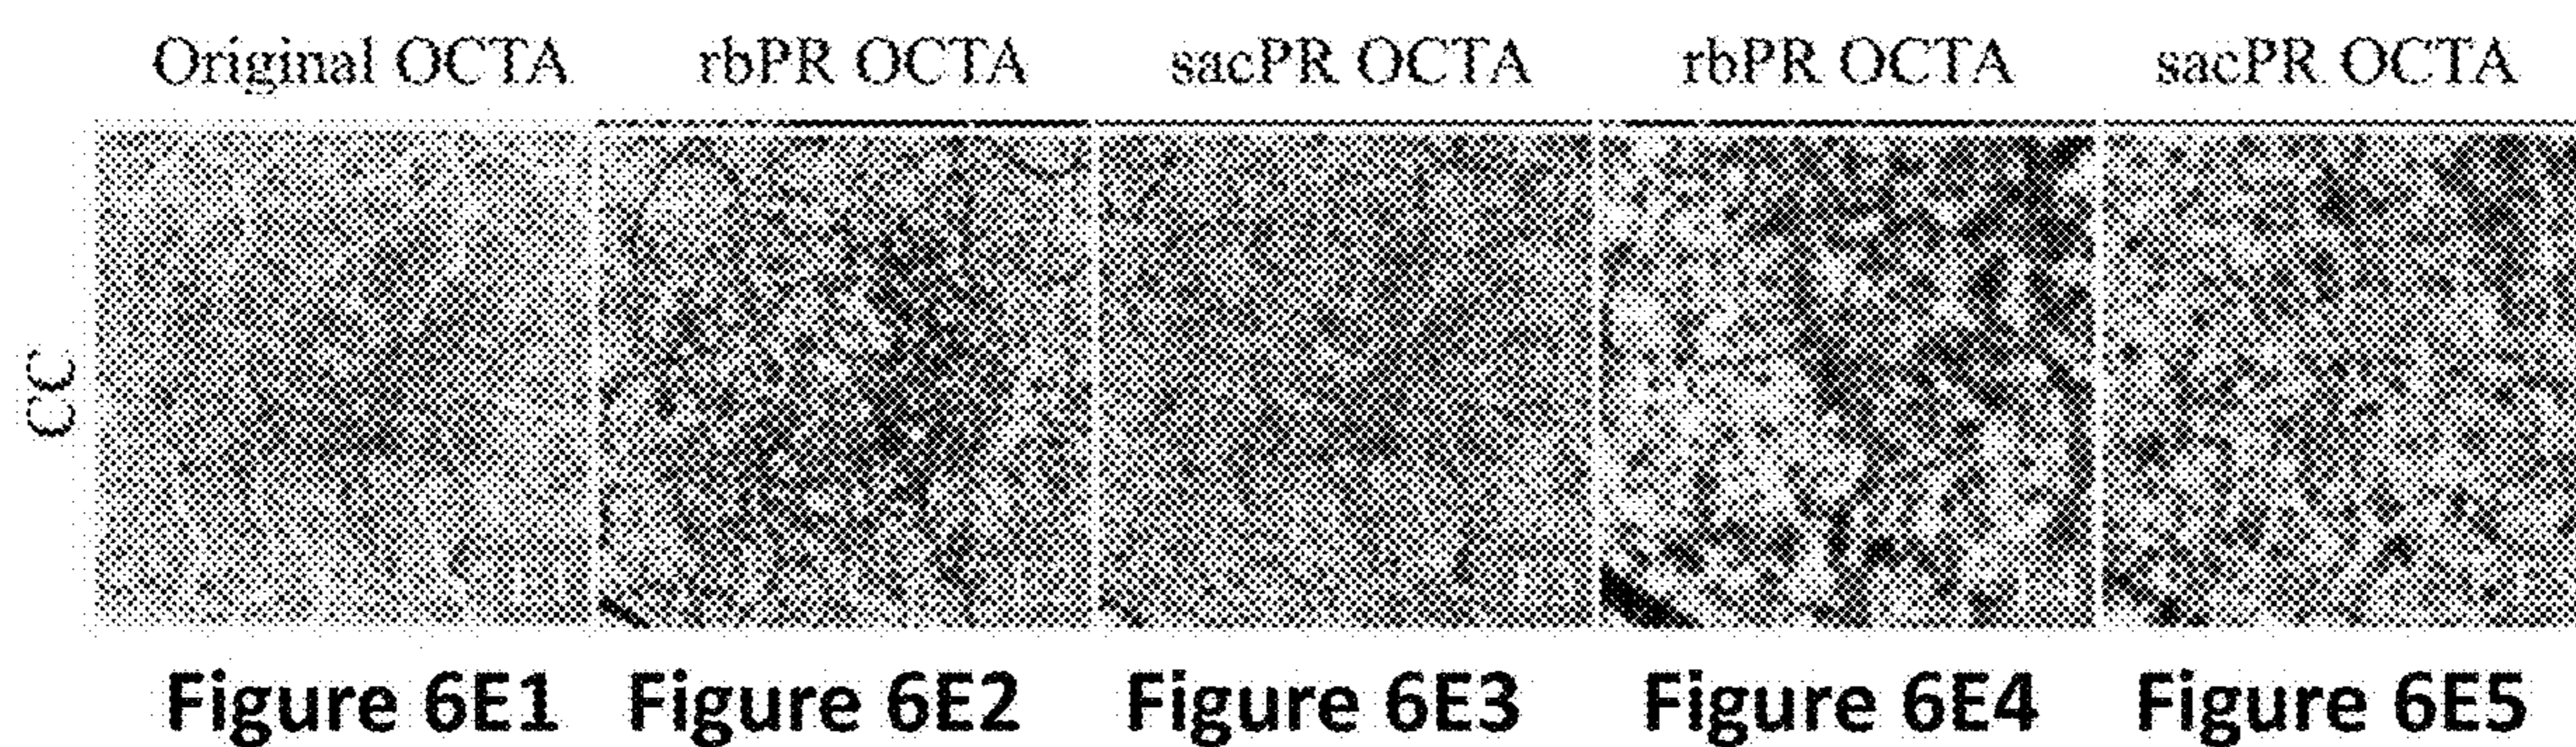 Original OCTA rbPR OCTA sacPR OCTA rbPR OCTA sacPR OCTA
CC
Figure 6E1 Figure 6E2 Figure 6E3 Figure 6E4 Figure 6E5